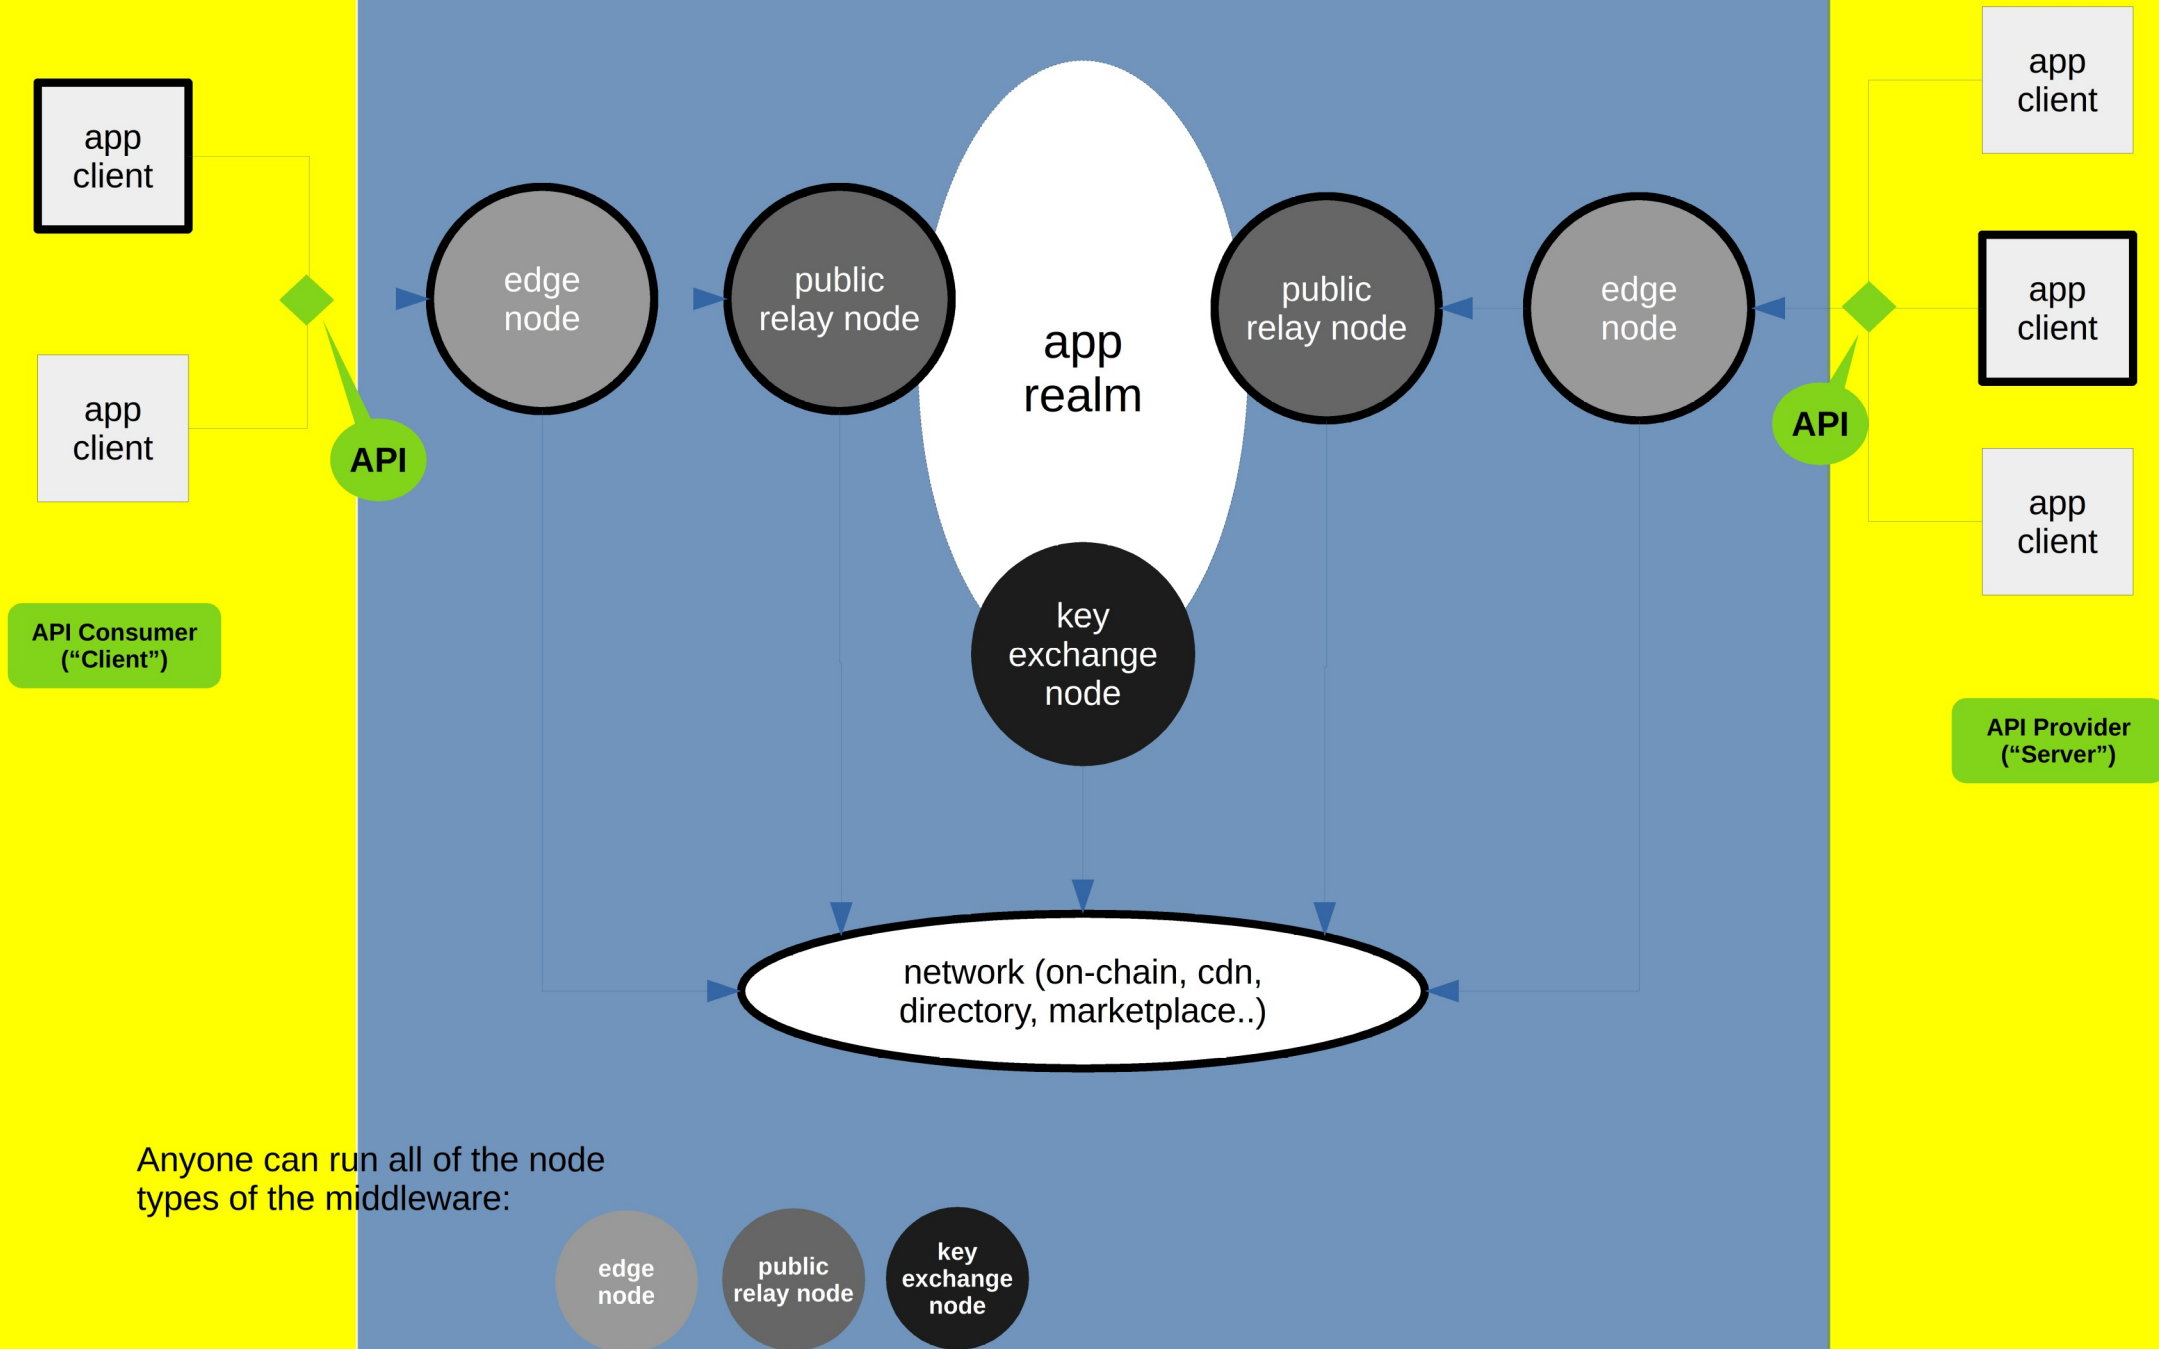 app
client
app
client
API
API Consumer
(“Client”)
edge
node
public
relay node
app
realm
public
relay node
edge
node
key
exchange
node
network (on-chain, cdn,
directory, marketplace..)
app
client
app
client
app
client
API
API Provider
(“Server”)
Anyone can run all of the node
types of the middleware:
edge
node
public
relay node
key
exchange
node